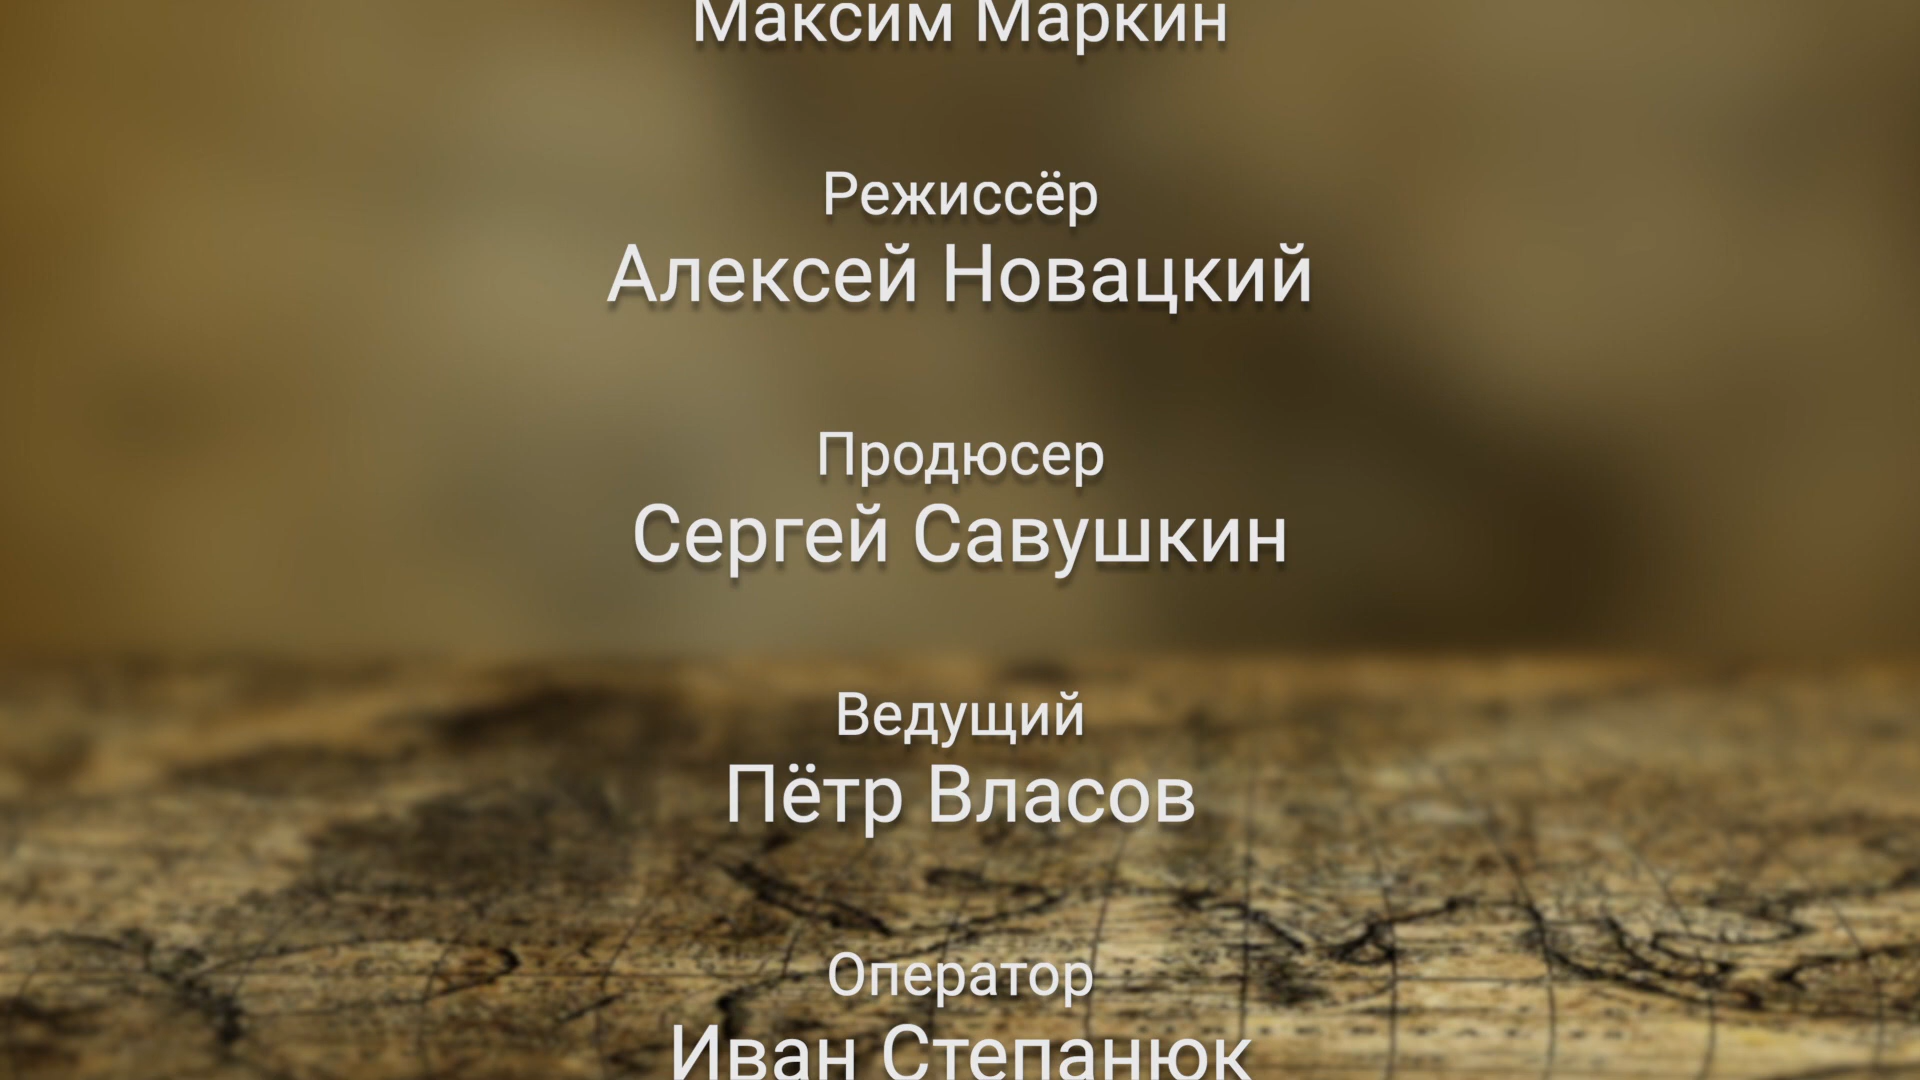 Максим Маркин
Режиссёр
Алексей Новацкий
Продюсер
Сергей Савушкин
Ведущий
Пётр Власов
Оператор
Иван Степанюк